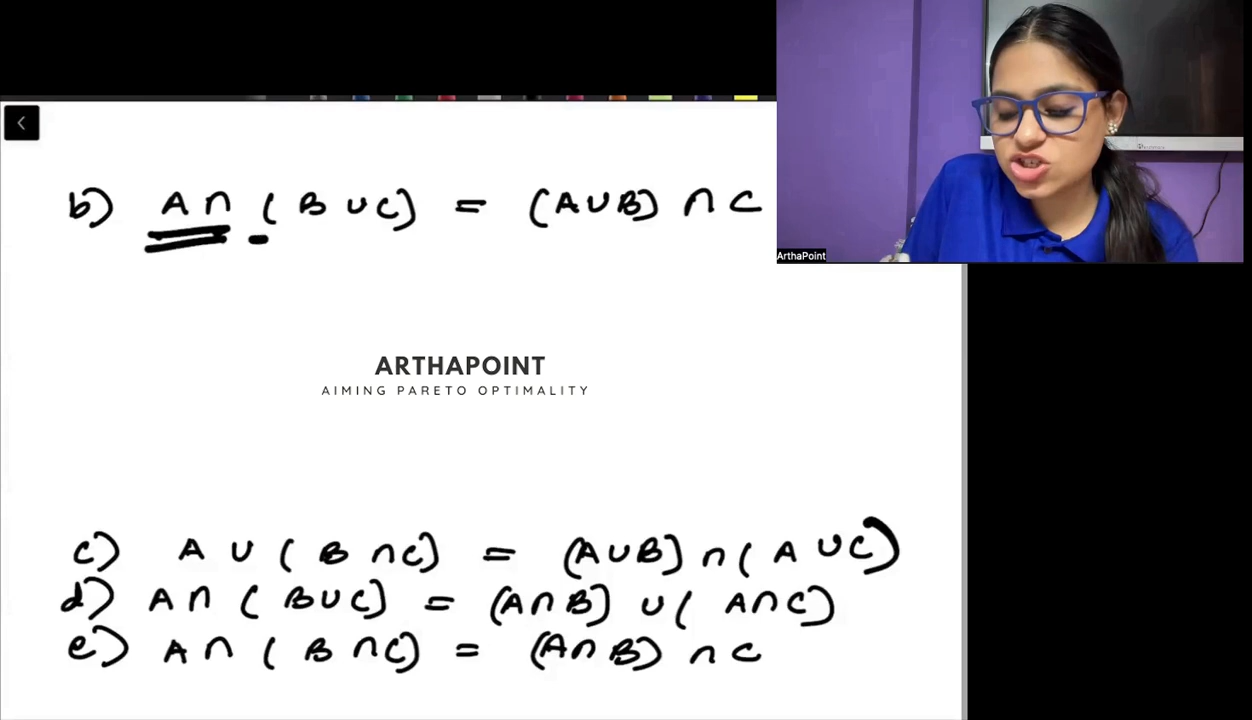 b) A ∩ (B ∪ C) = (A ∪ B) ∩ C
ArthaPoint
ARTHAPOINT
AIMING PARETO OPTIMALITY
c) A ∪ (B ∩ C) = (A ∪ B) ∩ (A ∪ C)
d) A ∩ (B ∪ C) = (A ∩ B) ∪ (A ∩ C)
e) A ∩ (B ∩ C) = (A ∩ B) ∩ C